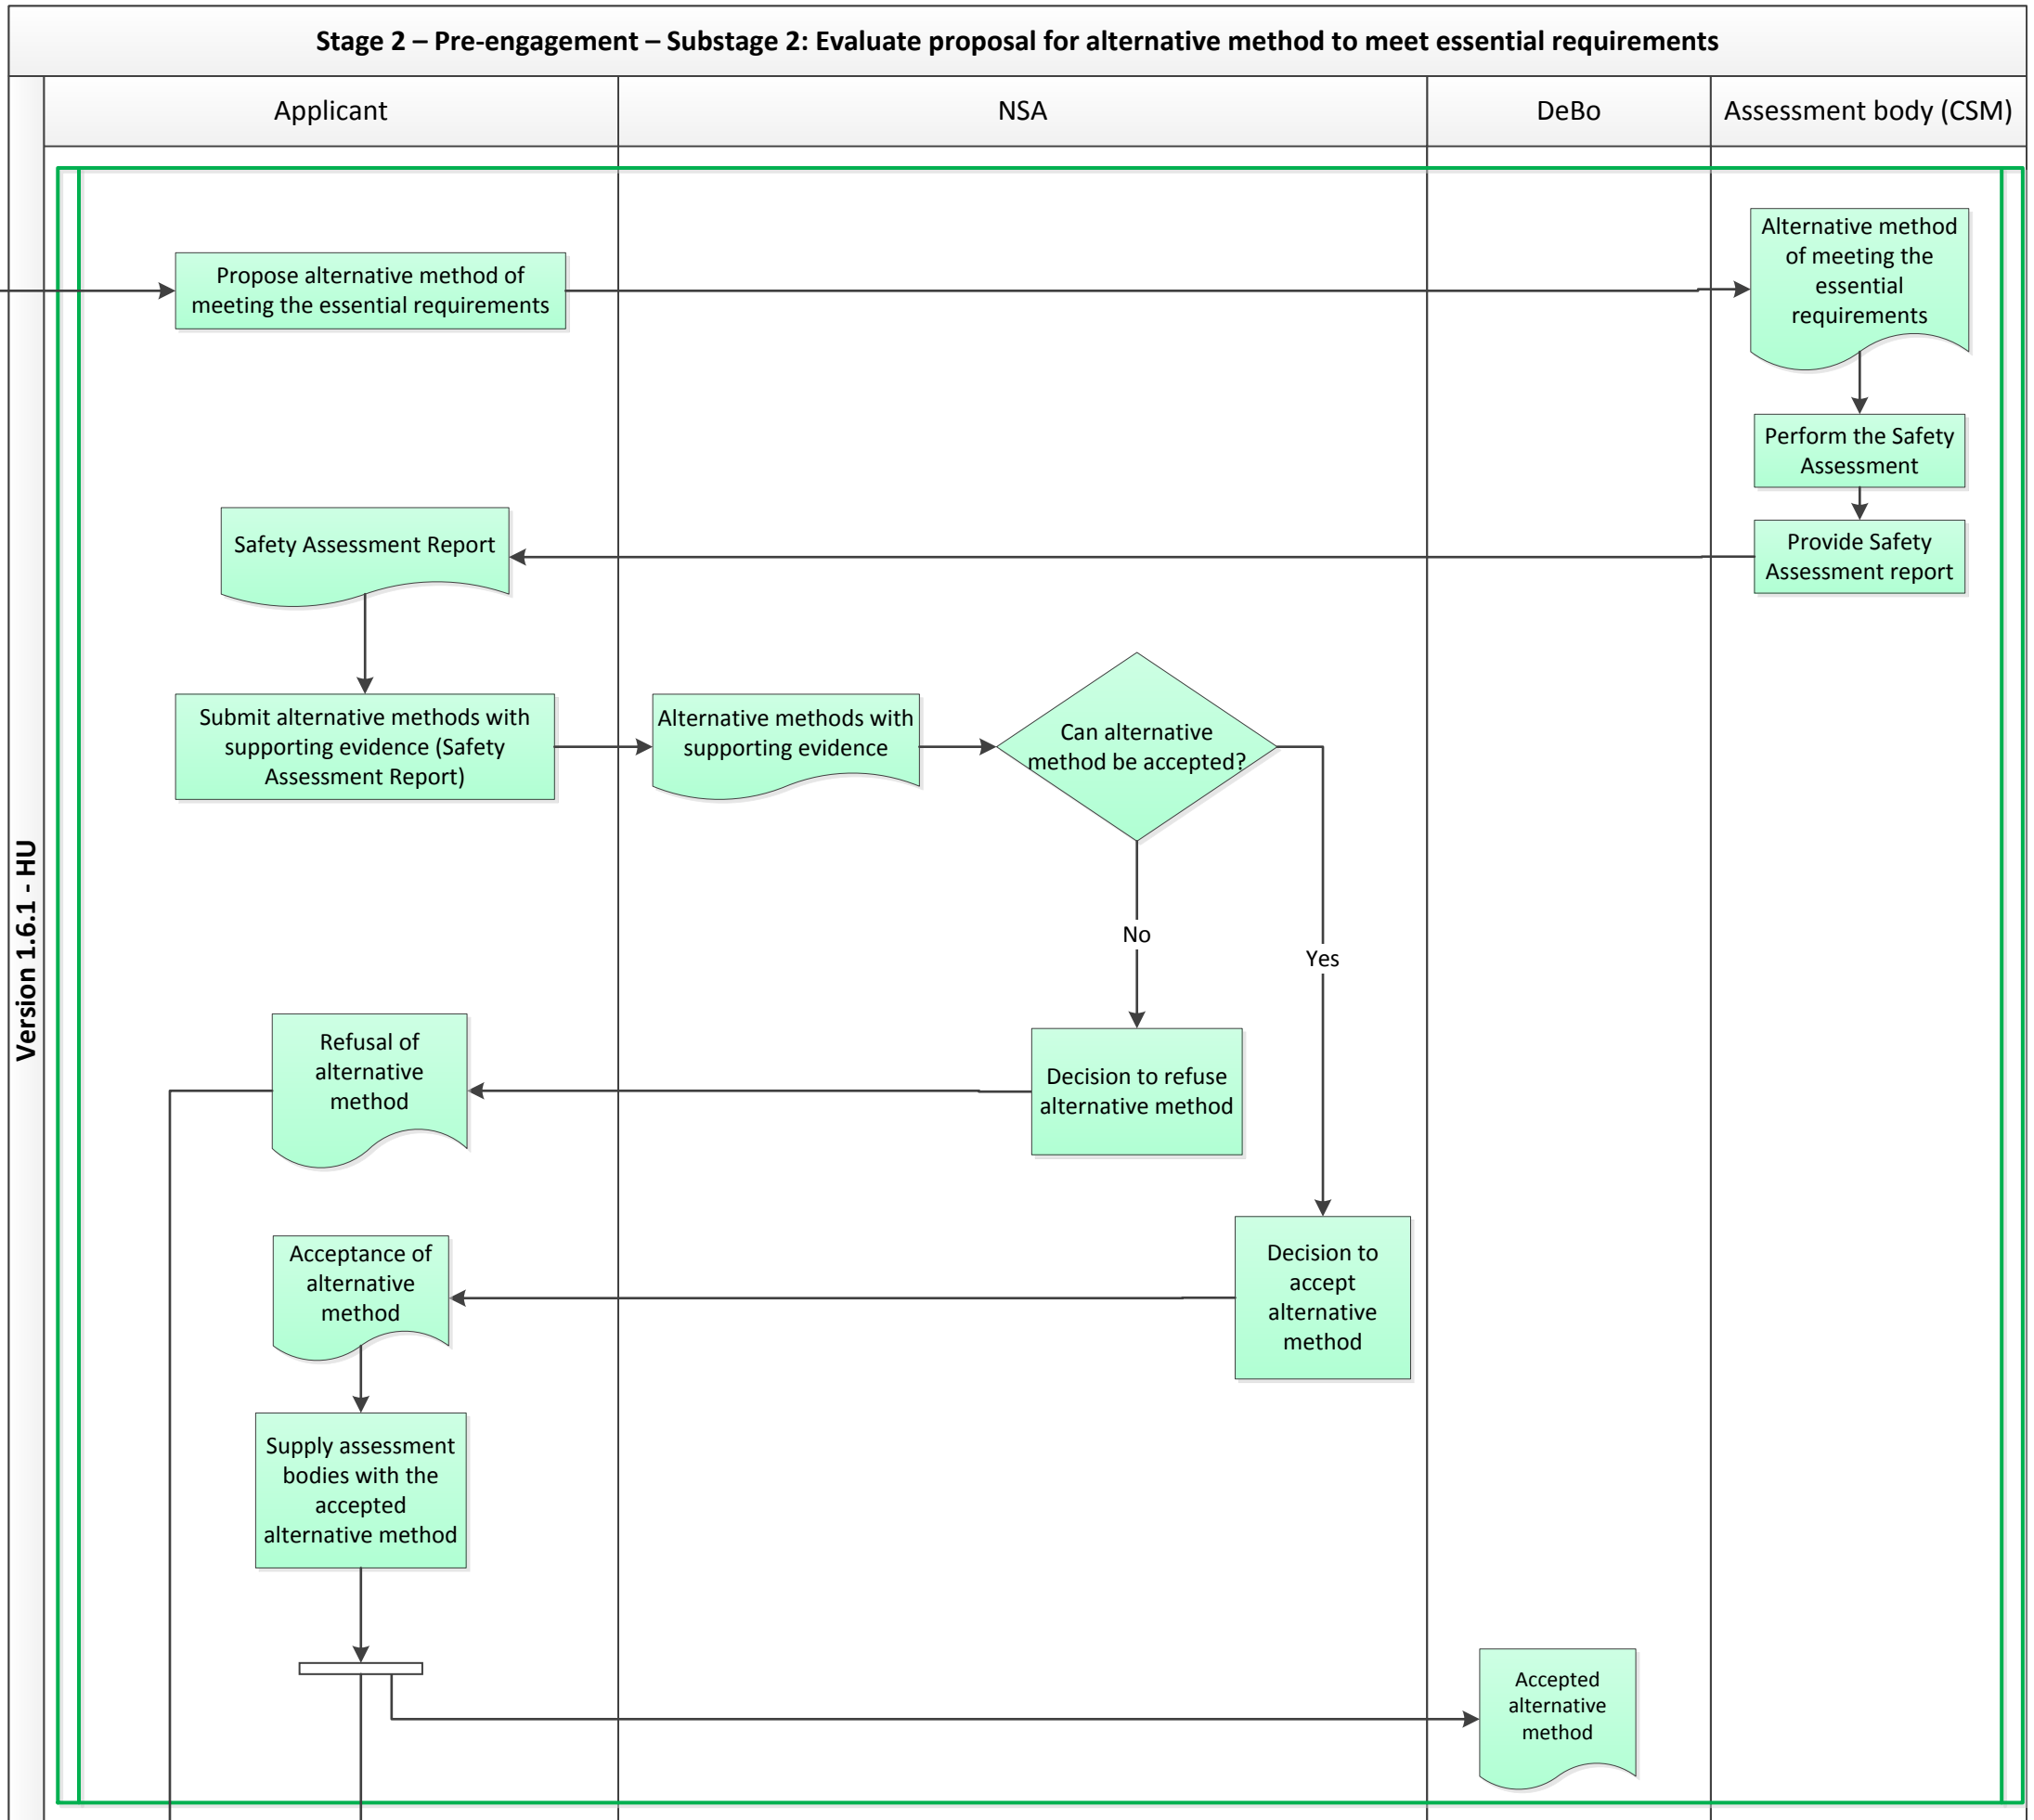 Stage 2 – Pre-engagement – Substage 2: Evaluate proposal for alternative method to meet essential requirements
Applicant
NSA
DeBo
Assessment body (CSM)
Version 1.6.1 - HU
Propose alternative method of
meeting the essential requirements
Alternative method
of meeting the
essential
requirements
Perform the Safety
Assessment
Provide Safety
Assessment report
Safety Assessment Report
Submit alternative methods with
supporting evidence (Safety
Assessment Report)
Alternative methods with
supporting evidence
Can alternative
method be accepted?
No
Yes
Decision to refuse
alternative method
Refusal of
alternative
method
Decision to
accept
alternative
method
Acceptance of
alternative
method
Supply assessment
bodies with the
accepted
alternative method
Accepted
alternative
method